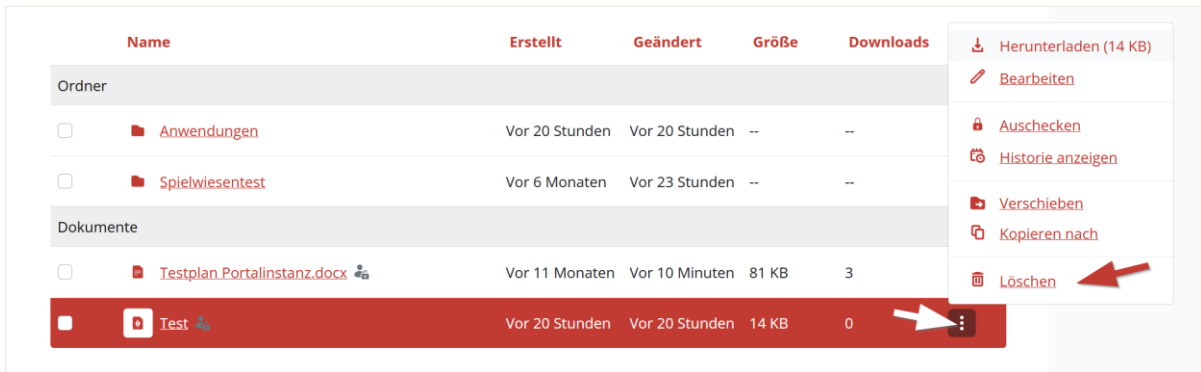 Name Erstellt Geändert Größe Downloads
Ordner
Anwendungen Vor 20 Stunden Vor 20 Stunden -- --
Spielwiesentest Vor 6 Monaten Vor 23 Stunden -- --
Dokumente
Testplan Portalinstanz.docx Vor 11 Monaten Vor 10 Minuten 81 KB 3
Test Vor 20 Stunden Vor 20 Stunden 14 KB 0
Herunterladen (14 KB)
Bearbeiten
Auschecken
Historie anzeigen
Verschieben
Kopieren nach
Löschen